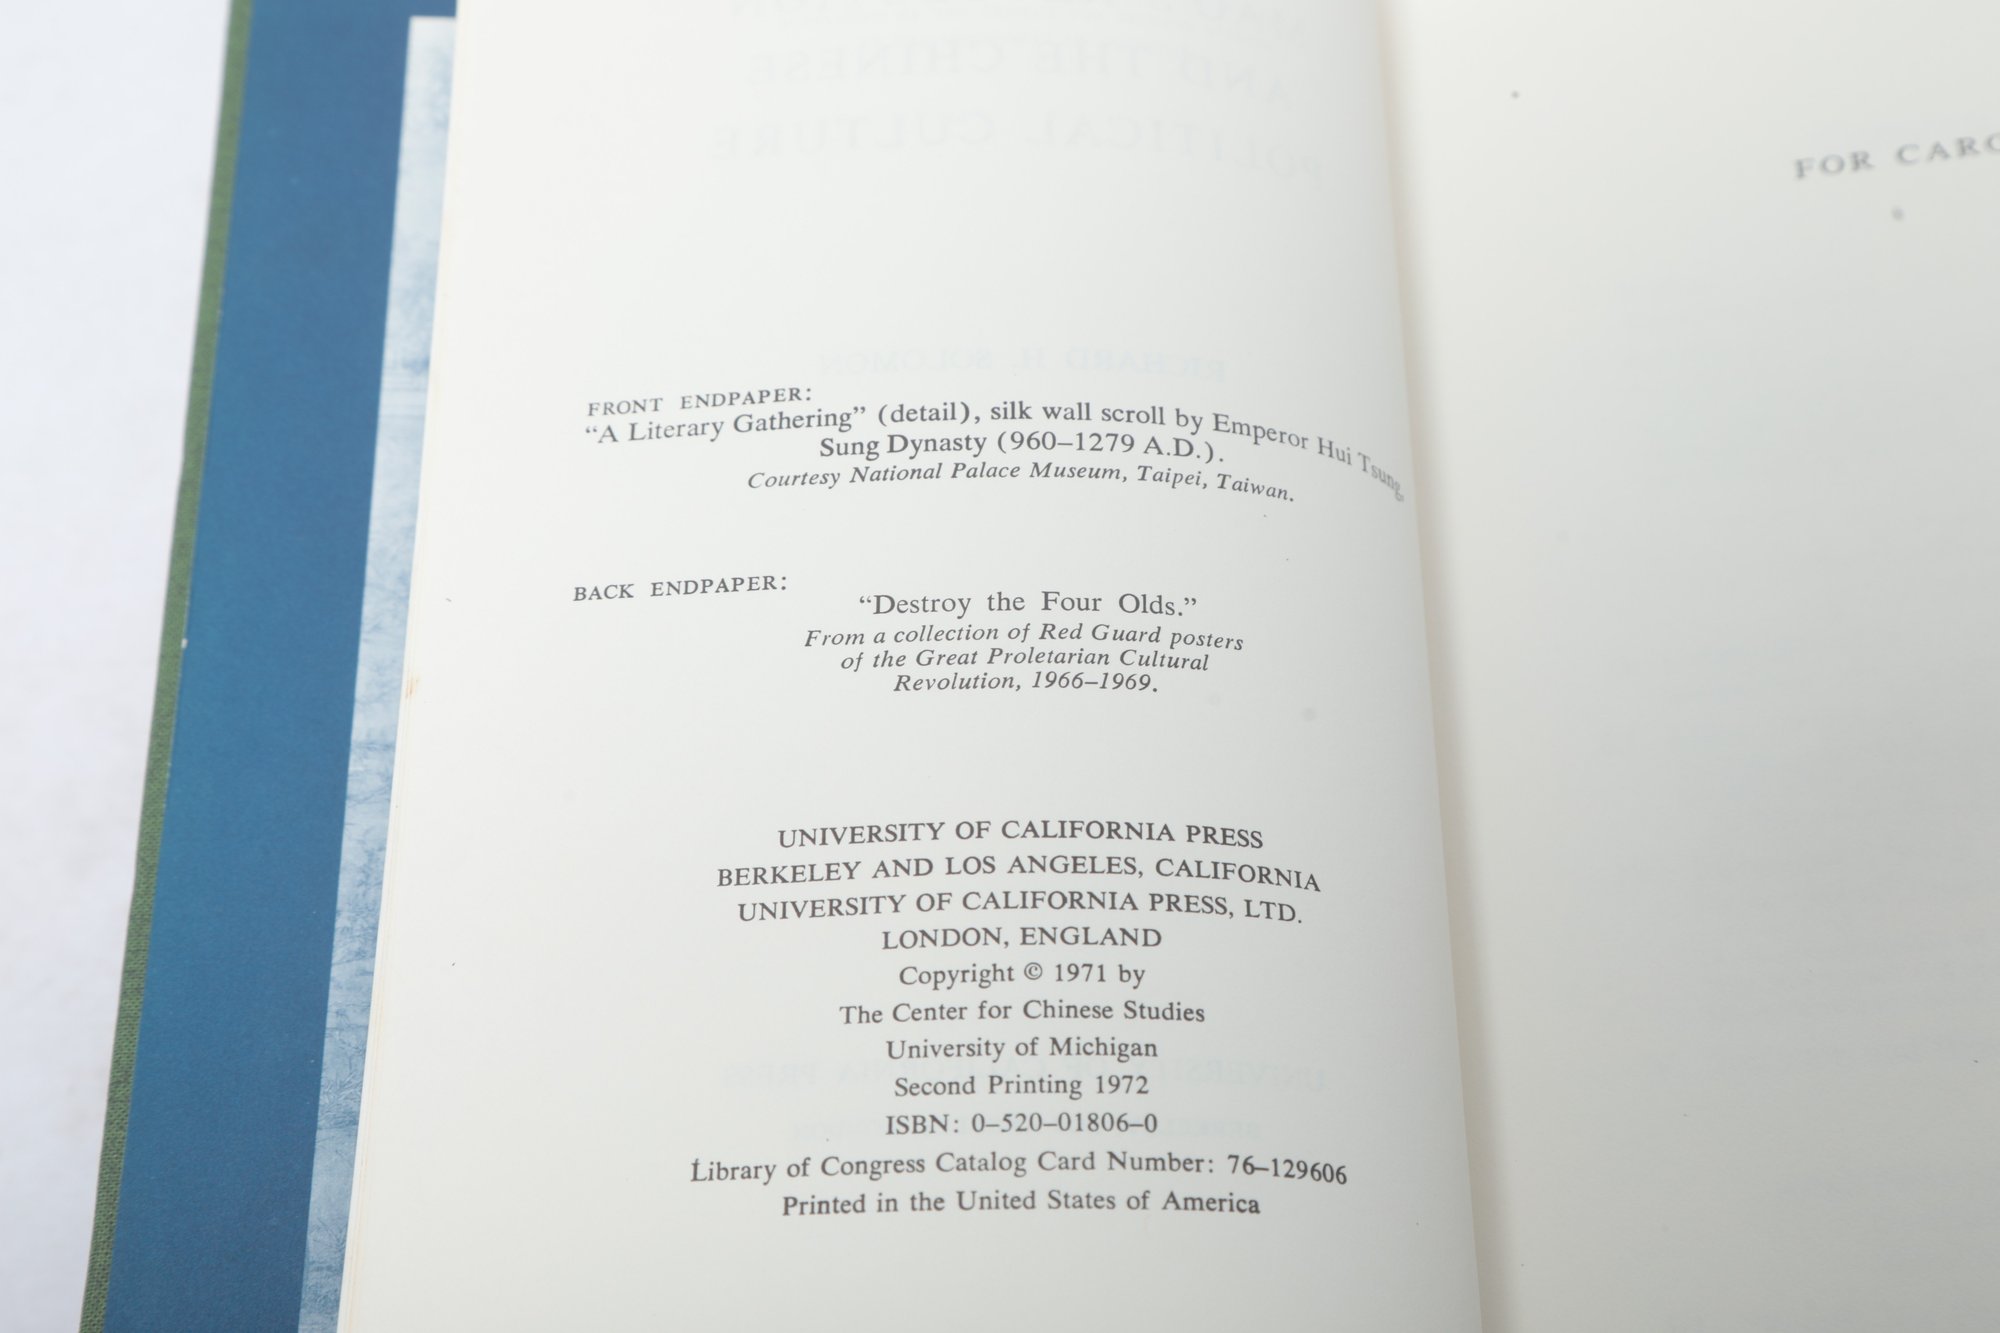 FRONT ENDPAPER:
“A Literary Gathering” (detail), silk wall scroll by Emperor Hui Tsung,
Sung Dynasty (960–1279 A.D.).
Courtesy National Palace Museum, Taipei, Taiwan.
BACK ENDPAPER:
“Destroy the Four Olds.”
From a collection of Red Guard posters
of the Great Proletarian Cultural
Revolution, 1966–1969.
UNIVERSITY OF CALIFORNIA PRESS
BERKELEY AND LOS ANGELES, CALIFORNIA
UNIVERSITY OF CALIFORNIA PRESS, LTD.
LONDON, ENGLAND
Copyright © 1971 by
The Center for Chinese Studies
University of Michigan
Second Printing 1972
ISBN: 0–520–01806–0
Library of Congress Catalog Card Number: 76–129606
Printed in the United States of America
FOR